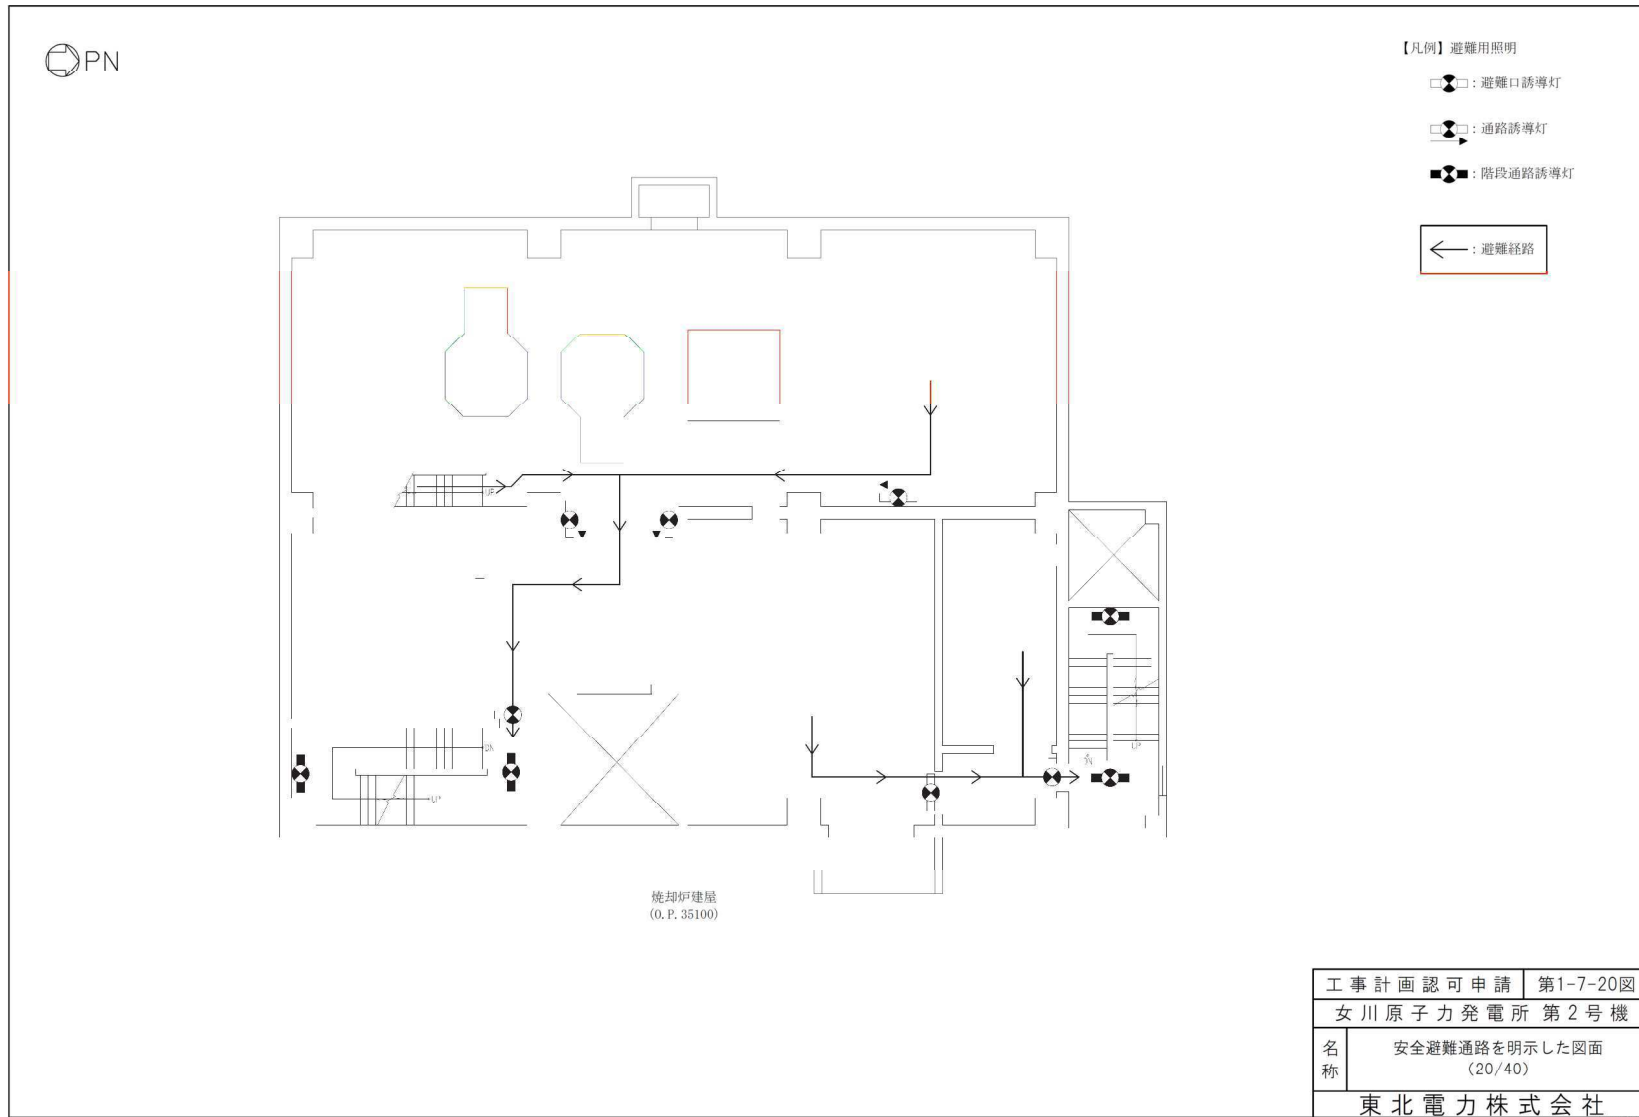 PN
【凡例】避難用照明
：避難口誘導灯
：通路誘導灯
：階段通路誘導灯
：避難経路
UP
DN
UP
UP
DN
焼却炉建屋
(O.P.35100)
工事計画認可申請 第1-7-20図
女川原子力発電所 第2号機
名称 安全避難通路を明示した図面
(20/40)
東北電力株式会社